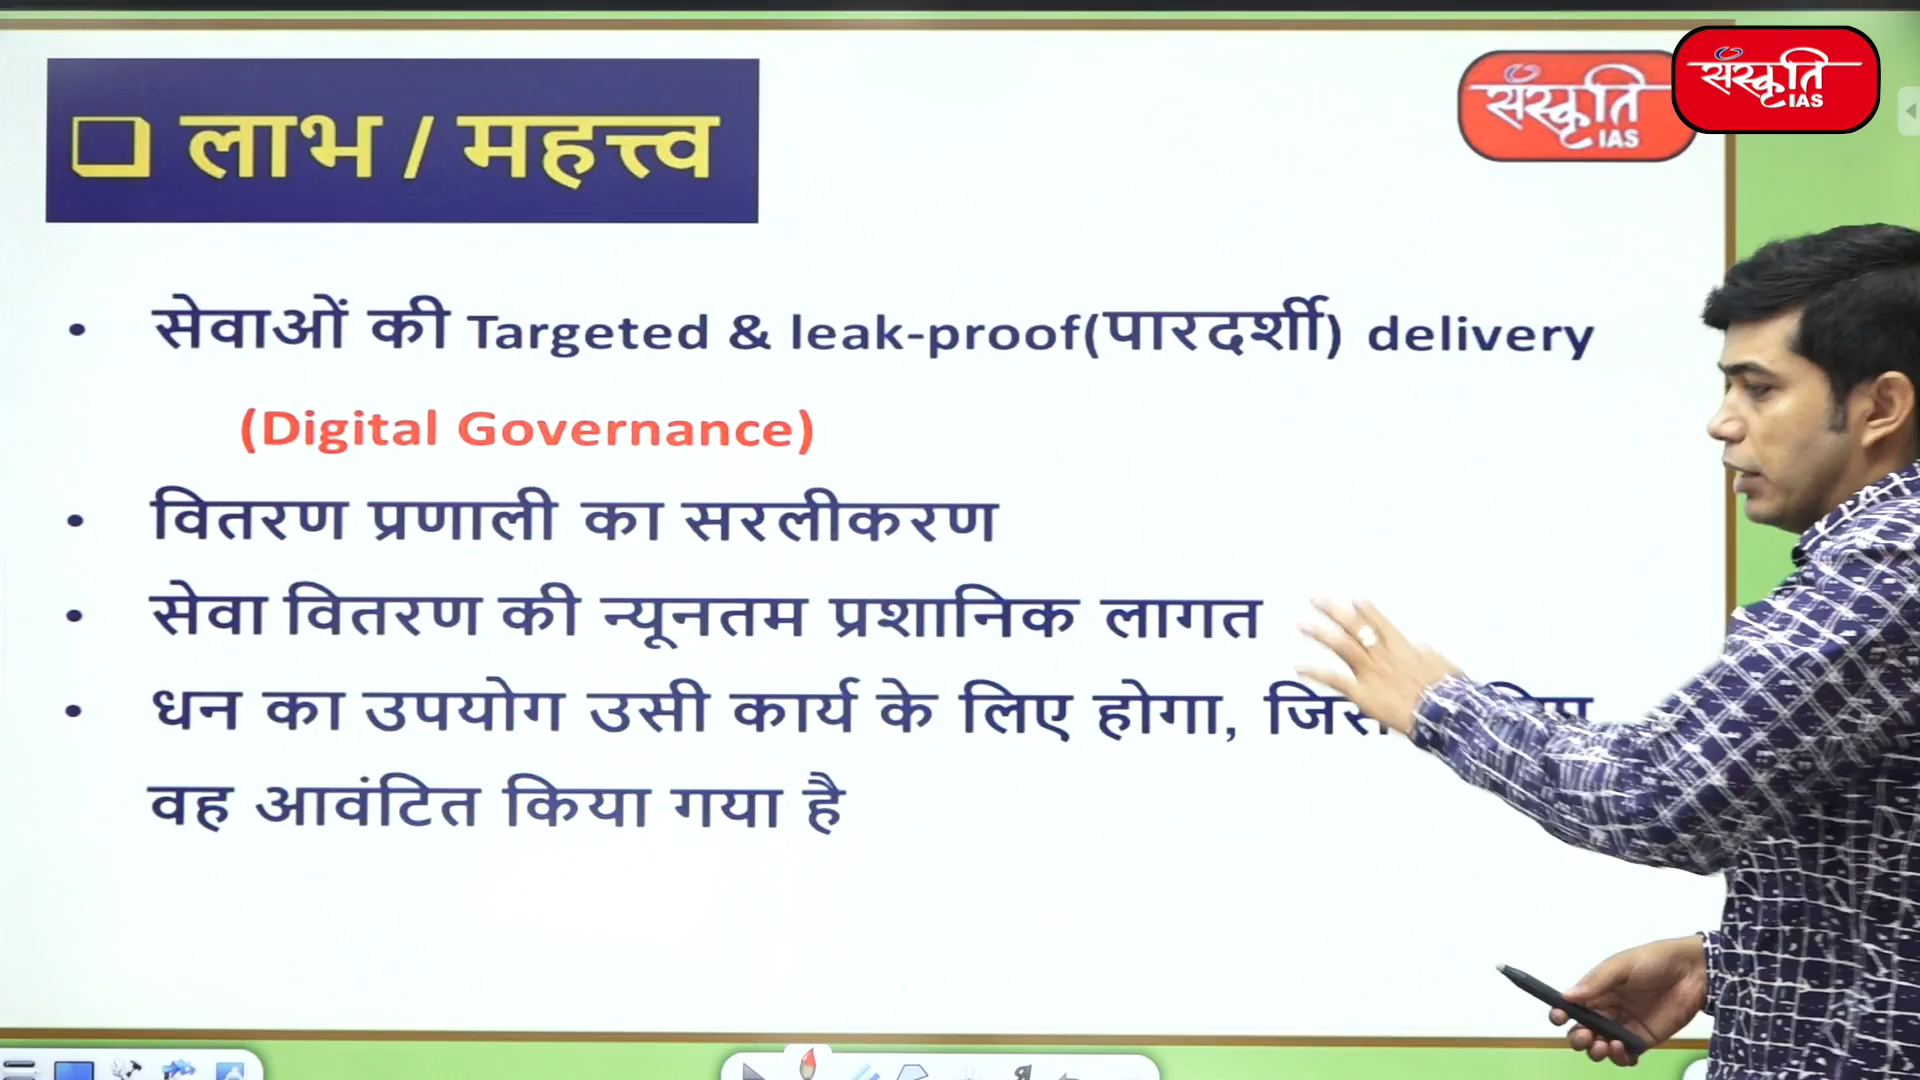 लाभ / महत्त्व
संस्कृति
IAS
संस्कृति
IAS
सेवाओं की Targeted & leak-proof(पारदर्शी) delivery
(Digital Governance)
वितरण प्रणाली का सरलीकरण
सेवा वितरण की न्यूनतम प्रशानिक लागत
धन का उपयोग उसी कार्य के लिए होगा,
वह आवंटित किया गया है